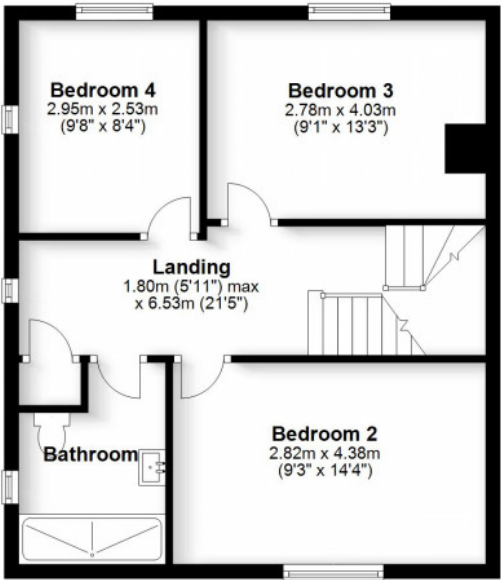 Bedroom 4
2.95m x 2.53m
(9'8" x 8'4")
Bedroom 3
2.78m x 4.03m
(9'1" x 13'3")
Landing
1.80m (5'11") max
x 6.53m (21'5")
Bathroom
Bedroom 2
2.82m x 4.38m
(9'3" x 14'4")